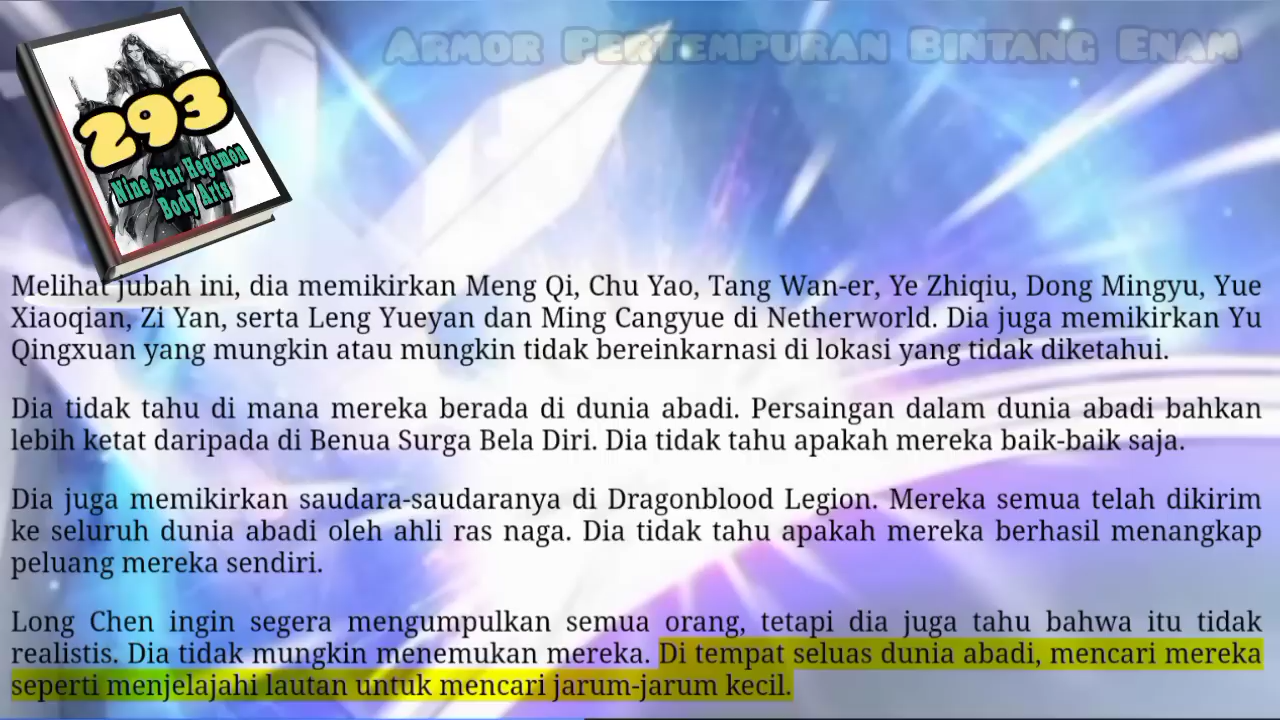 Armor Pertempuran Bintang Enam
293
Nine Star Hegemon
Body Arts
Melihat jubah ini, dia memikirkan Meng Qi, Chu Yao, Tang Wan-er, Ye Zhiqiu, Dong Mingyu, Yue
Xiaoqian, Zi Yan, serta Leng Yueyan dan Ming Cangyue di Netherworld. Dia juga memikirkan Yu
Qingxuan yang mungkin atau mungkin tidak bereinkarnasi di lokasi yang tidak diketahui.
Dia tidak tahu di mana mereka berada di dunia abadi. Persaingan dalam dunia abadi bahkan
lebih ketat daripada di Benua Surga Bela Diri. Dia tidak tahu apakah mereka baik-baik saja.
Dia juga memikirkan saudara-saudaranya di Dragonblood Legion. Mereka semua telah dikirim
ke seluruh dunia abadi oleh ahli ras naga. Dia tidak tahu apakah mereka berhasil menangkap
peluang mereka sendiri.
Long Chen ingin segera mengumpulkan semua orang, tetapi dia juga tahu bahwa itu tidak
realistis. Dia tidak mungkin menemukan mereka. Di tempat seluas dunia abadi, mencari mereka
seperti menjelajahi lautan untuk mencari jarum-jarum kecil.